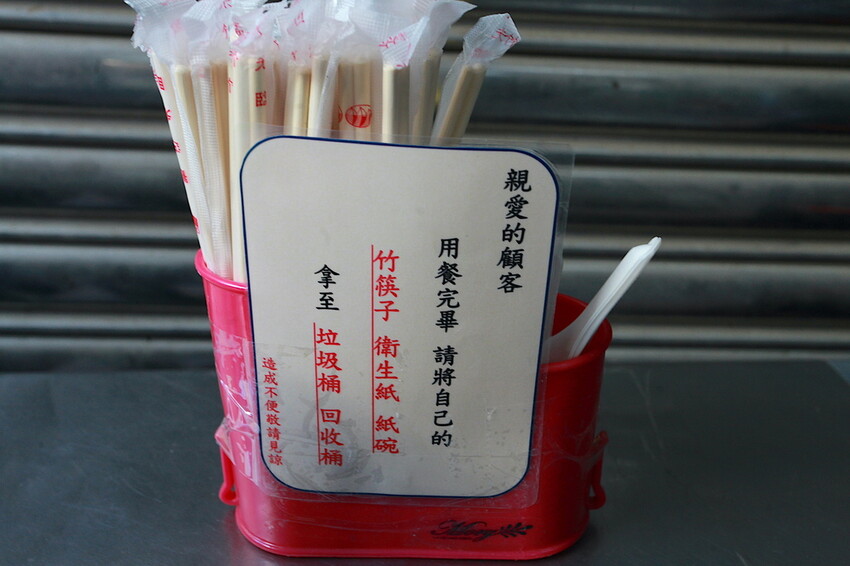 親愛的顧客
用餐完畢 請將自己的
竹筷子 衛生紙 紙碗
拿至 垃圾桶 回收桶
造成不便敬請見諒